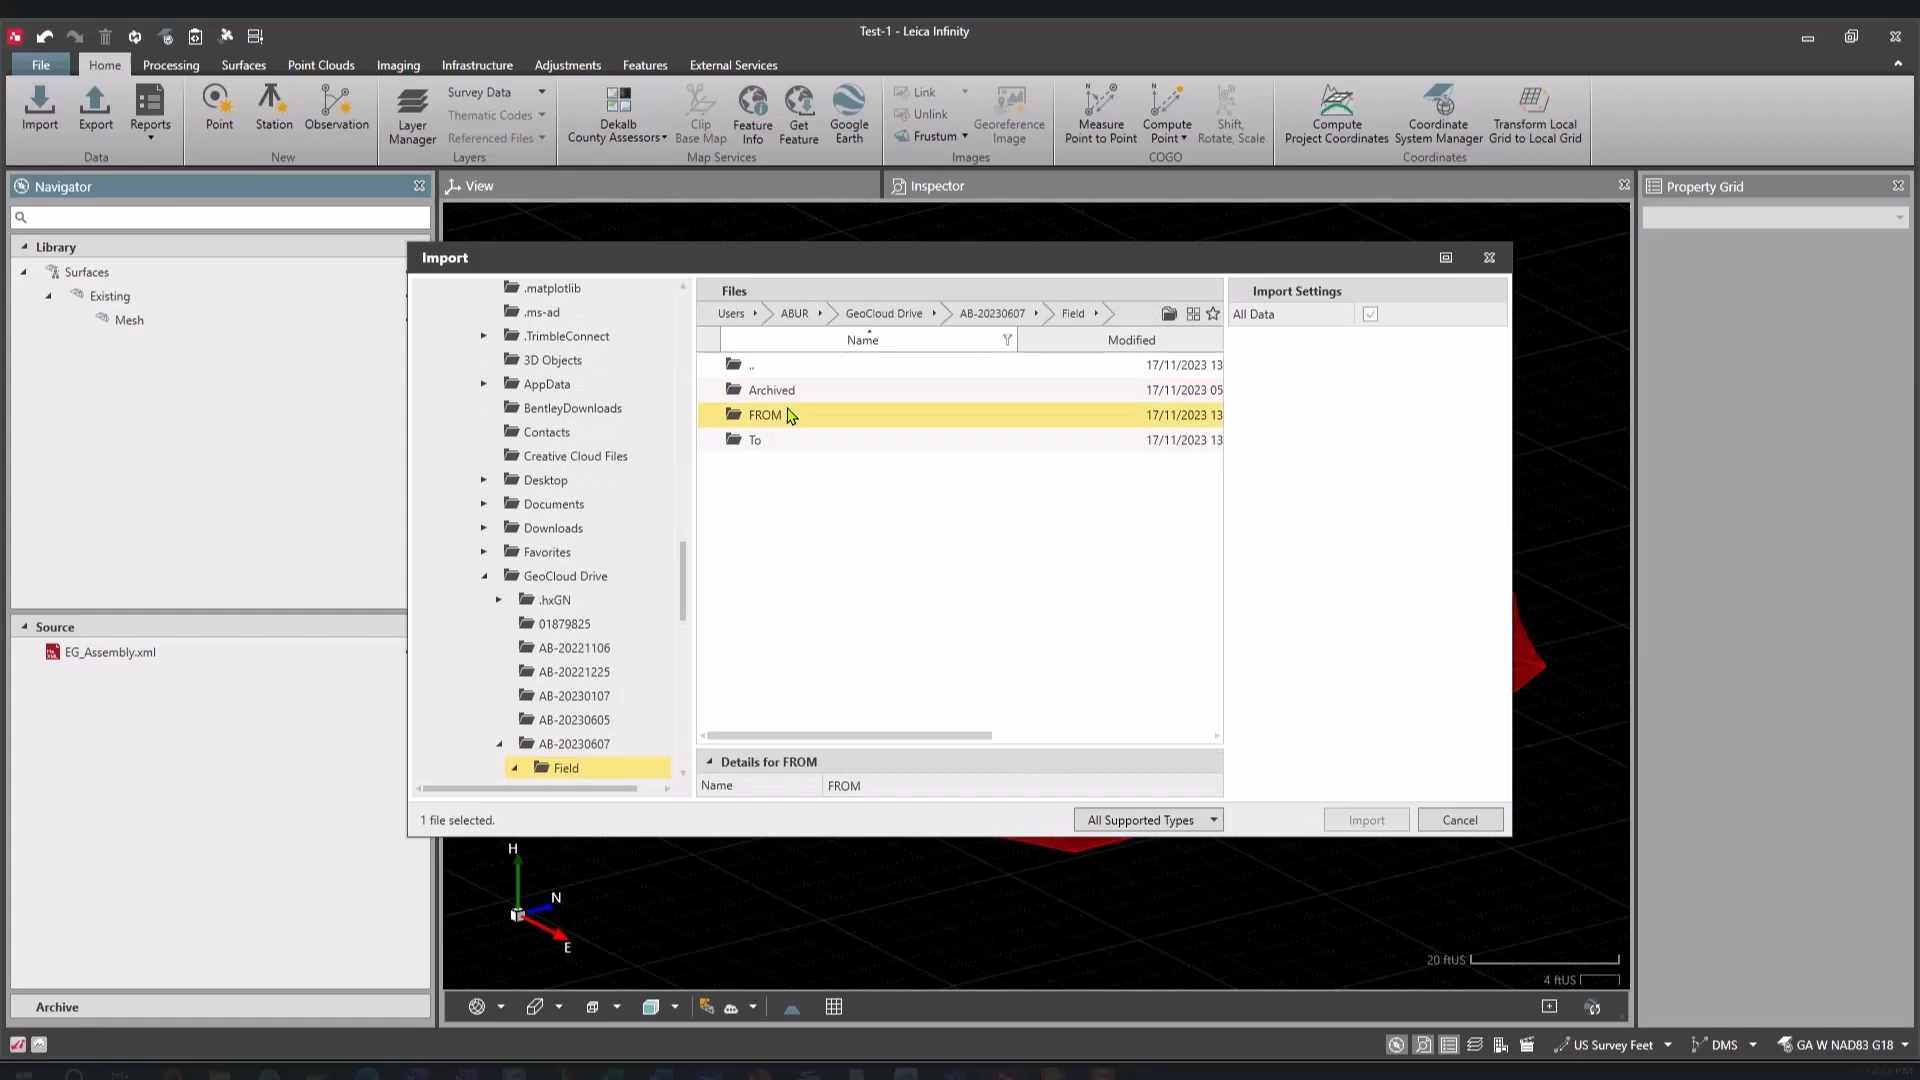 Test-1 - Leica Infinity
File Home Processing Surfaces Point Clouds Imaging Infrastructure Adjustments Features External Services
Import
Export
Reports
Data
Point
Station
Observation
New
Layer
Manager
Survey Data
Thematic Codes
Referenced Files
Layers
Dekalb
County Assessors
Clip
Base Map
Feature
Info
Get
Feature
Google
Earth
Map Services
Link
Unlink
Frustum
Georeference
Image
Images
Measure
Point to Point
Compute
Point
Shift,
Rotate, Scale
COGO
Compute
Project Coordinates
Coordinate
System Manager
Transform Local
Grid to Local Grid
Coordinates
Navigator
View
Inspector
Property Grid
Library
Surfaces
Existing
Mesh
Source
EG_Assembly.xml
Archive
Import
.matplotlib
.ms-ad
.TrimbleConnect
3D Objects
AppData
BentleyDownloads
Contacts
Creative Cloud Files
Desktop
Documents
Downloads
Favorites
GeoCloud Drive
.hxGN
01879825
AB-20221106
AB-20221225
AB-20230107
AB-20230605
AB-20230607
Field
Files
Users ABUR GeoCloud Drive AB-20230607 Field
Name Modified
.. 17/11/2023 13
Archived 17/11/2023 05
FROM 17/11/2023 13
To 17/11/2023 13
Details for FROM
Name FROM
Import Settings
All Data
1 file selected.
All Supported Types
Import
Cancel
H
N
E
20 ftUS
4 ftUS
US Survey Feet
DMS
GA W NAD83 G18